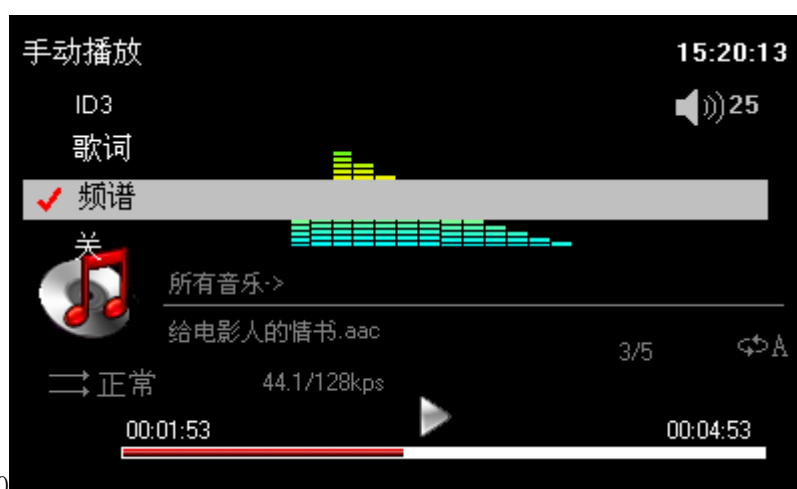 手动播放
15:20:13
ID3
25
歌词
频谱
关
所有音乐->
给电影人的情书.aac
3/5
A
正常
44.1/128kps
00:01:53
00:04:53
)